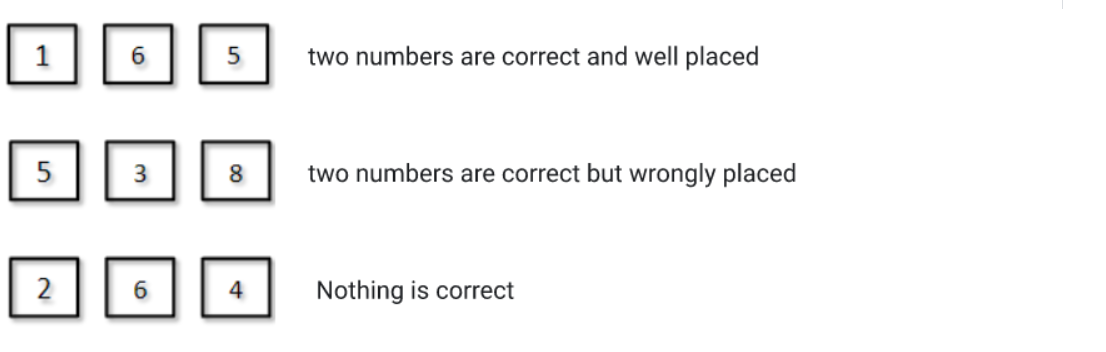 1 6 5 two numbers are correct and well placed
5 3 8 two numbers are correct but wrongly placed
2 6 4 Nothing is correct